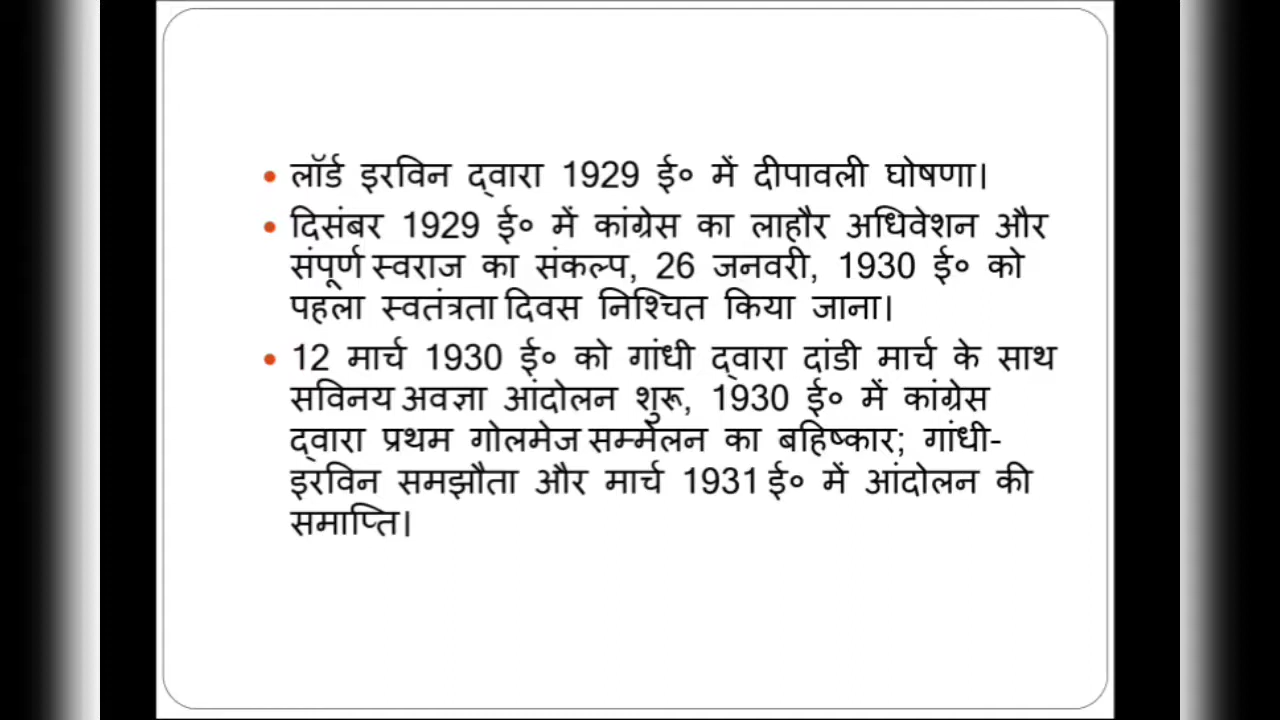 • लॉर्ड इरविन द्वारा 1929 ई० में दीपावली घोषणा।
• दिसंबर 1929 ई० में कांग्रेस का लाहौर अधिवेशन और
संपूर्ण स्वराज का संकल्प, 26 जनवरी, 1930 ई० को
पहला स्वतंत्रता दिवस निश्चित किया जाना।
• 12 मार्च 1930 ई० को गांधी द्वारा दांडी मार्च के साथ
सविनय अवज्ञा आंदोलन शुरू, 1930 ई० में कांग्रेस
द्वारा प्रथम गोलमेज सम्मेलन का बहिष्कार; गांधी-
इरविन समझौता और मार्च 1931 ई० में आंदोलन की
समाप्ति।